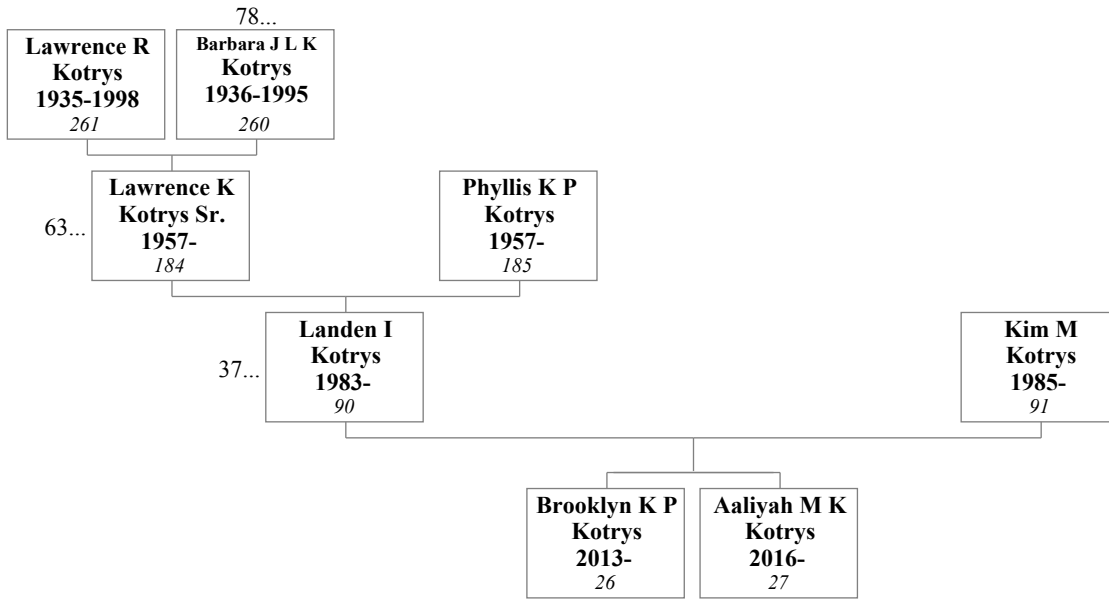 78...
Lawrence R
Kotrys
1935-1998
261
Barbara J L K
Kotrys
1936-1995
260
63...
Lawrence K
Kotrys Sr.
1957-
184
Phyllis K P
Kotrys
1957-
185
37...
Landen I
Kotrys
1983-
90
Kim M
Kotrys
1985-
91
Brooklyn K P
Kotrys
2013-
26
Aaliyah M K
Kotrys
2016-
27